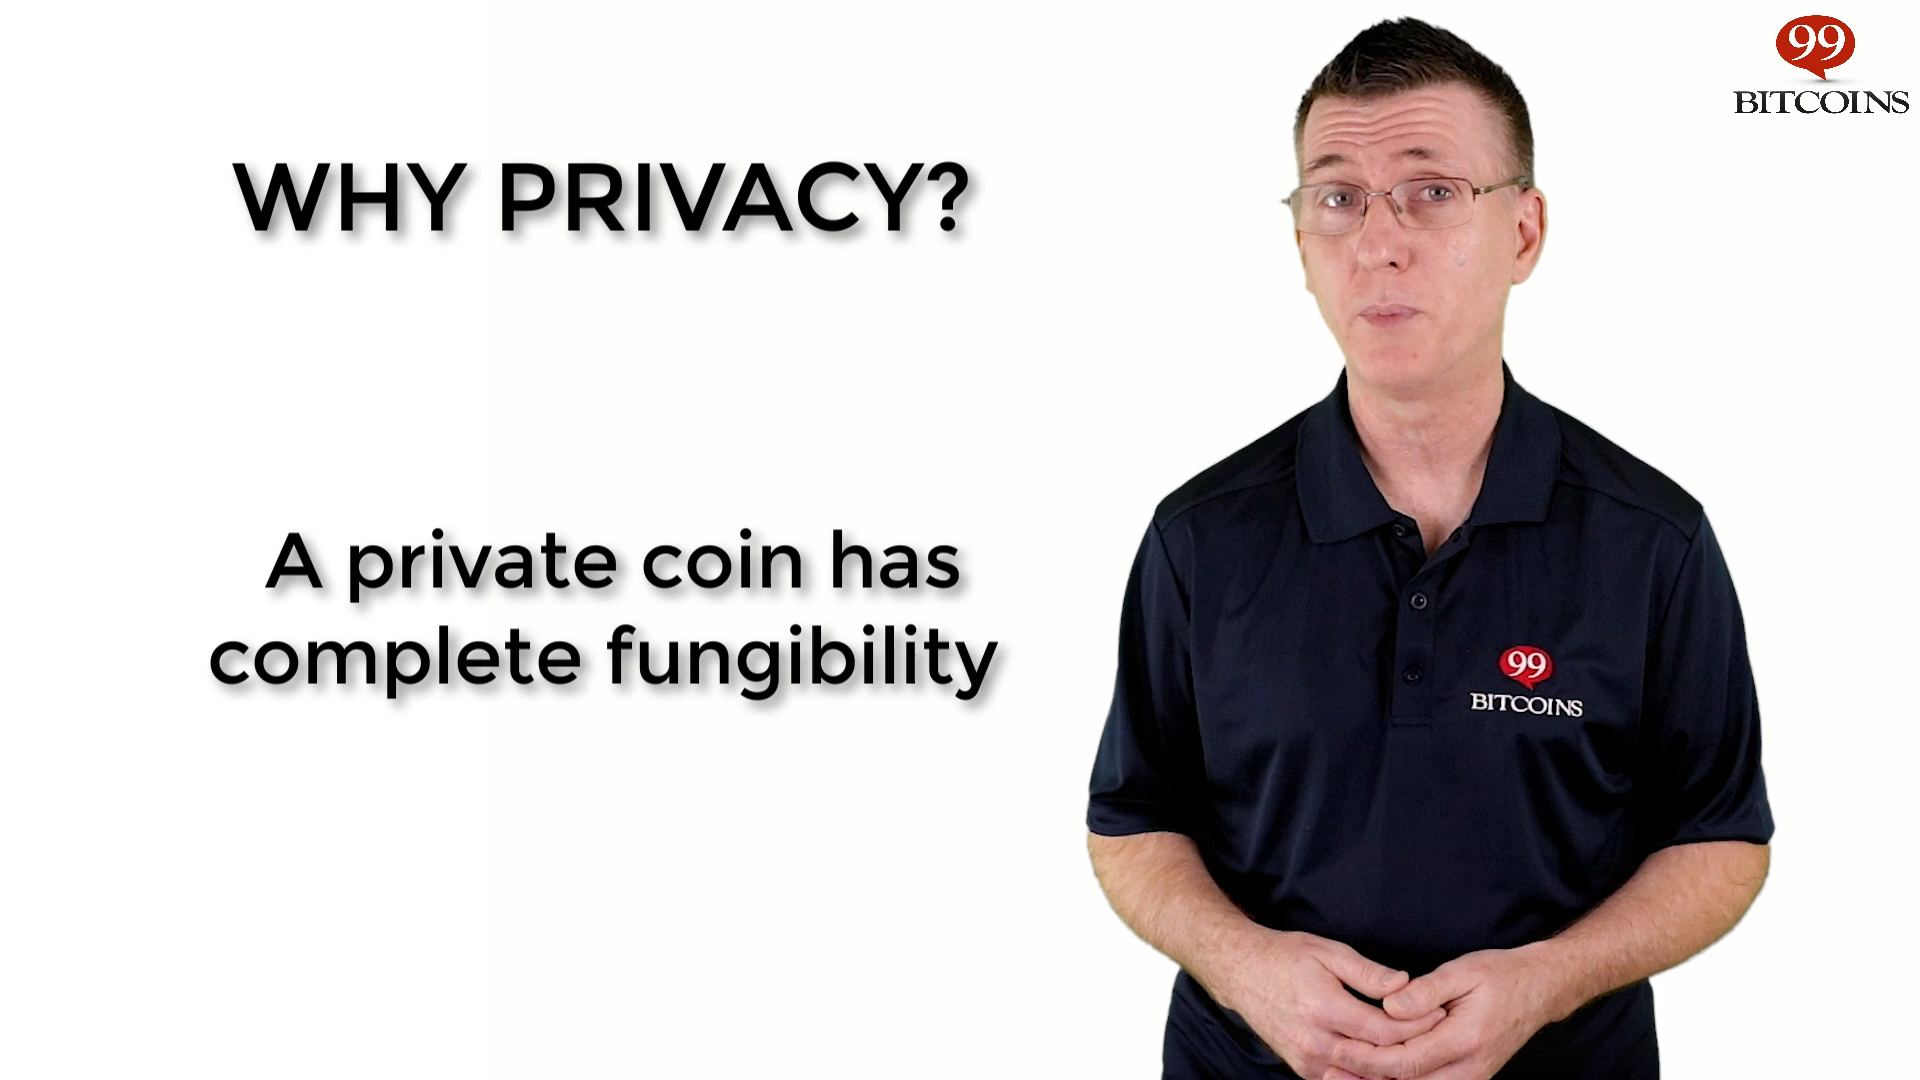 99
BITCOINS
WHY PRIVACY?
A private coin has
complete fungibility
99
BITCOINS